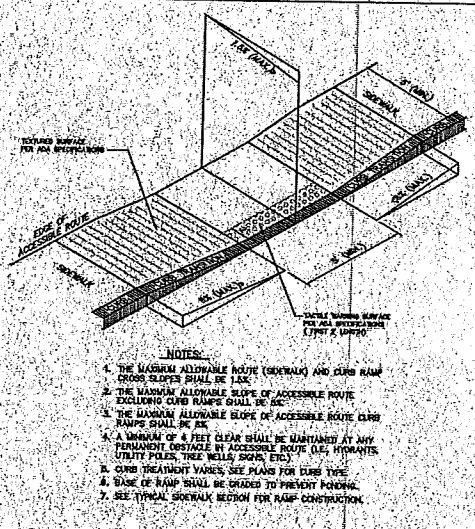 1.5% (MAX.)
5' (MIN.)
SIDEWALK
TEXTURED SURFACE
PER ADA SPECIFICATIONS
EDGE OF
ACCESSIBLE ROUTE
SIDEWALK
8% (MAX.)
5' (MIN.)
8% (MAX.)
TACTILE WARNING SURFACE
PER ADA SPECIFICATIONS
NOTES:
1. THE MAXIMUM ALLOWABLE ROUTE (SIDEWALK) AND CURB RAMP
CROSS SLOPES SHALL BE 1.5%
2. THE MAXIMUM ALLOWABLE SLOPE OF ACCESSIBLE ROUTE
EXCLUDING CURB RAMPS SHALL BE 5%.
3. THE MAXIMUM ALLOWABLE SLOPE OF ACCESSIBLE ROUTE CURB
RAMPS SHALL BE 8%.
4. A MINIMUM OF 4 FEET CLEAR SHALL BE MAINTAINED AT ANY
PERMANENT OBSTACLE IN ACCESSIBLE ROUTE (I.E., HYDRANTS,
UTILITY POLES, TREE WELLS, SIGNS, ETC.)
5. CURB TREATMENT VARIES, SEE PLANS FOR CURB TYPE
6. BASE OF RAMP SHALL BE GRADED TO PREVENT PONDING.
7. SEE TYPICAL SIDEWALK SECTION FOR RAMP CONSTRUCTION.